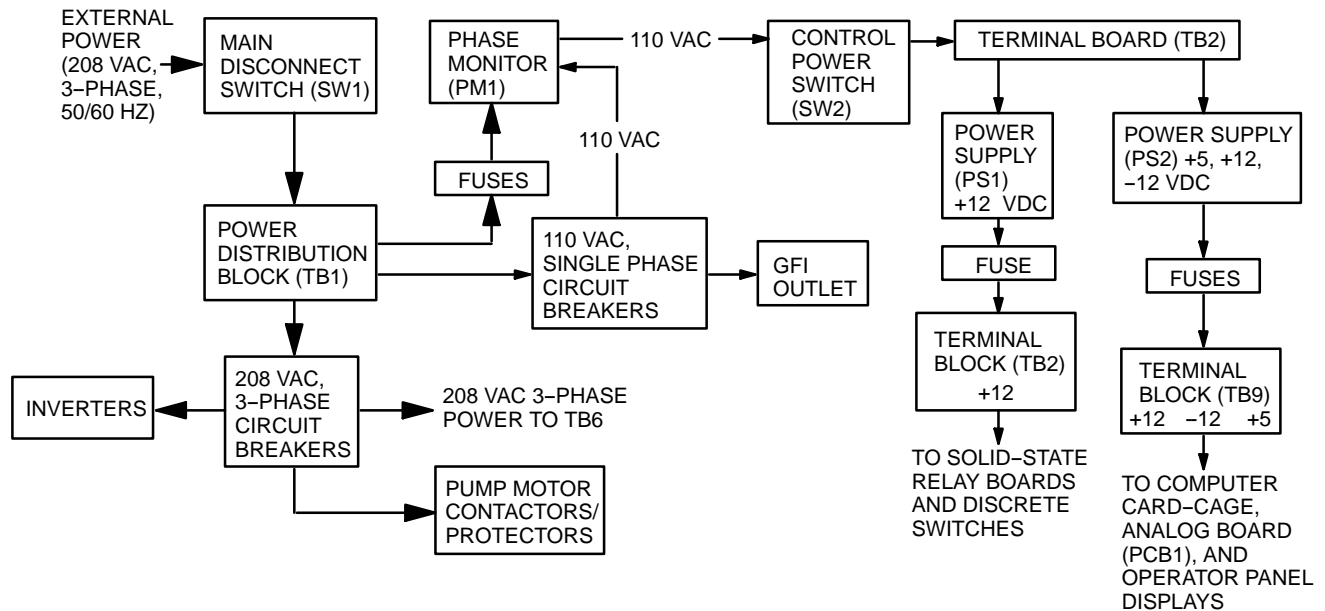 EXTERNAL
POWER
(208 VAC,
3–PHASE,
50/60 HZ)
MAIN
DISCONNECT
SWITCH (SW1)
PHASE
MONITOR
(PM1)
110 VAC
CONTROL
POWER
SWITCH
(SW2)
TERMINAL BOARD (TB2)
110 VAC
FUSES
POWER
SUPPLY
(PS1)
+12 VDC
POWER SUPPLY
(PS2) +5, +12,
–12 VDC
POWER
DISTRIBUTION
BLOCK (TB1)
110 VAC,
SINGLE PHASE
CIRCUIT
BREAKERS
GFI
OUTLET
FUSE
FUSES
TERMINAL
BLOCK (TB2)
+12
TERMINAL
BLOCK (TB9)
+12 –12 +5
INVERTERS
208 VAC,
3–PHASE
CIRCUIT
BREAKERS
208 VAC 3–PHASE
POWER TO TB6
PUMP MOTOR
CONTACTORS/
PROTECTORS
TO SOLID–STATE
RELAY BOARDS
AND DISCRETE
SWITCHES
TO COMPUTER
CARD–CAGE,
ANALOG BOARD
(PCB1), AND
OPERATOR PANEL
DISPLAYS